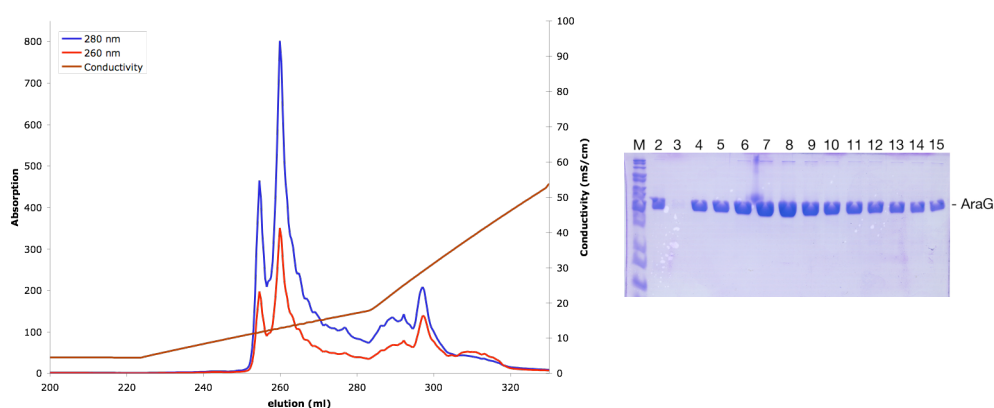 800
700
600
500
400
300
200
100
0
Absorption
280 nm
260 nm
Conductivity
100
90
80
70
60
50
40
30
20
10
0
Conductivity (mS/cm)
200 220 240 260 280 300 320
elution (ml)
M 2 3 4 5 6 7 8 9 10 11 12 13 14 15
- AraG